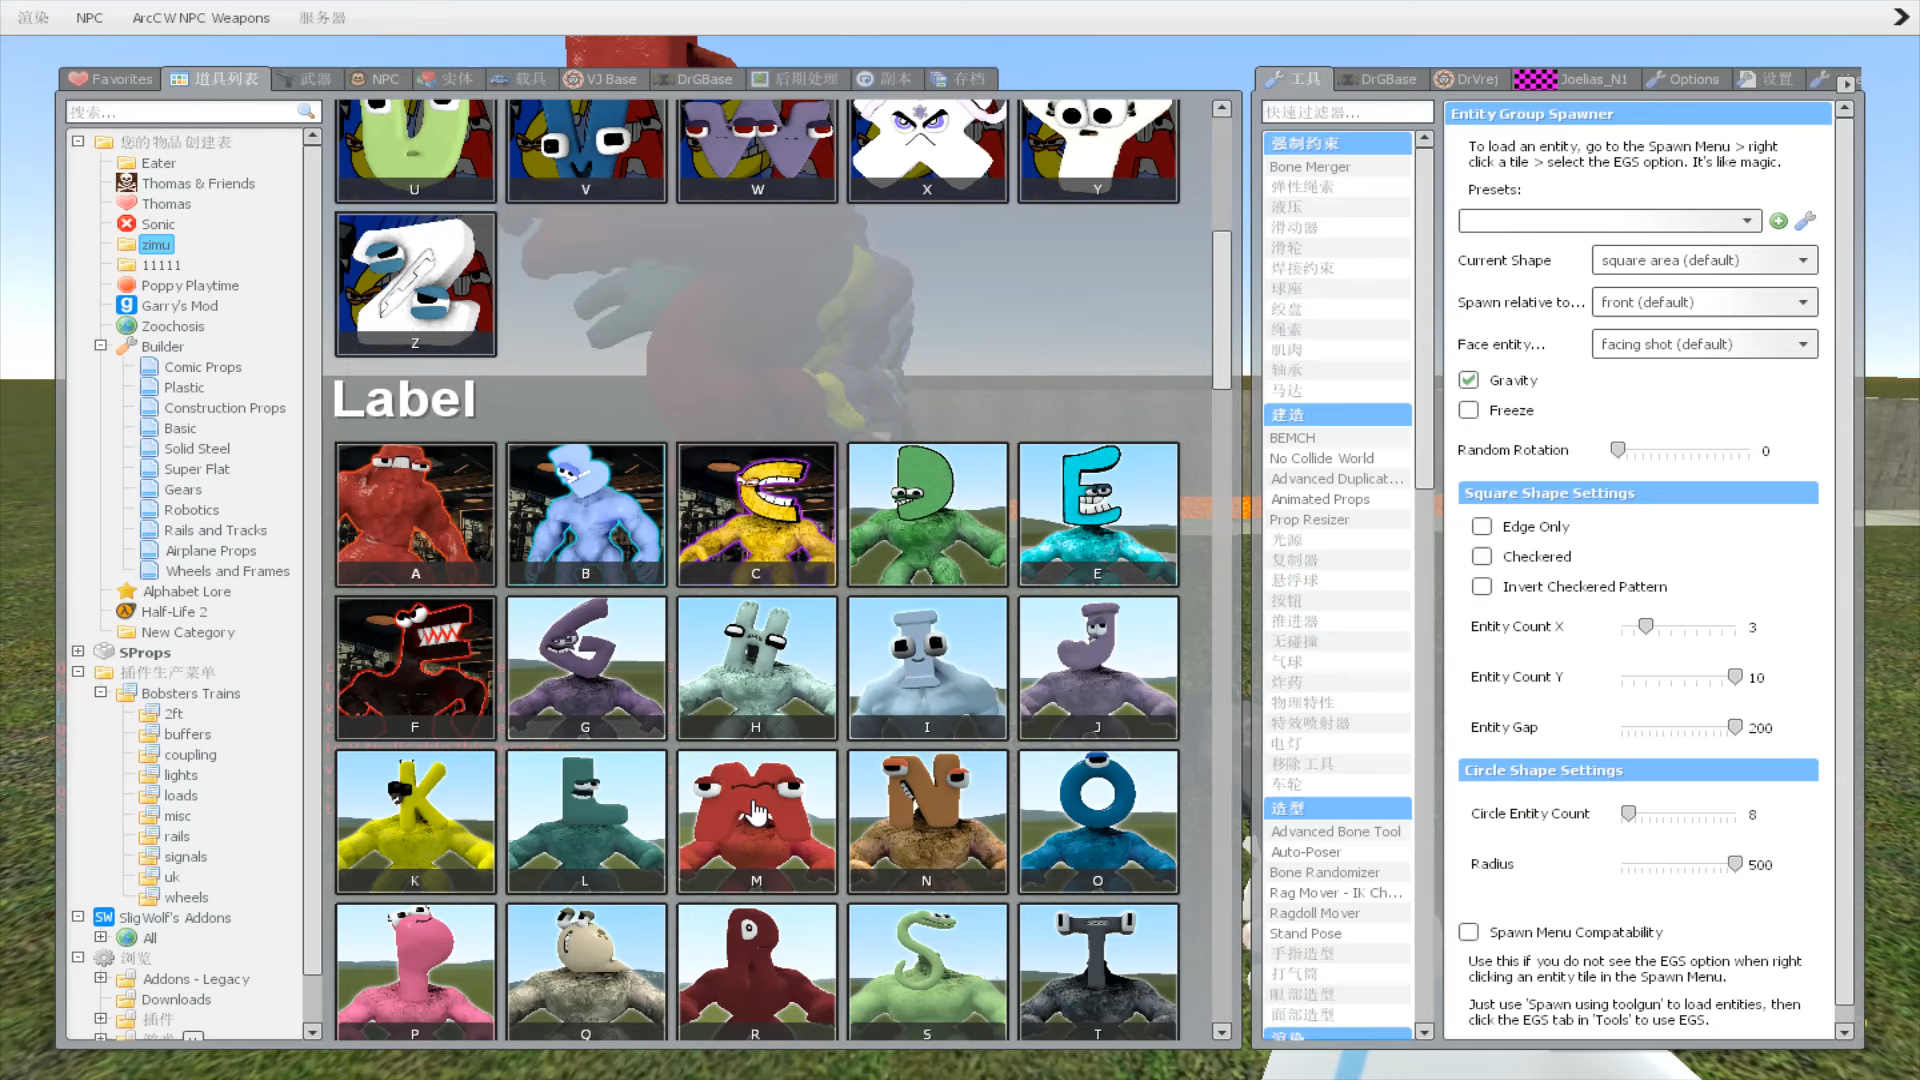 渲染 NPC ArcCW NPC Weapons 服务器
Favorites 道具列表 武器 NPC 实体 载具 VJ Base DrGBase 后期处理 副本 存档
搜索...
您的物品创建表
Eater
Thomas & Friends
Thomas
Sonic
zimu
11111
Poppy Playtime
Garry's Mod
Zoochosis
Builder
Comic Props
Plastic
Construction Props
Basic
Solid Steel
Super Flat
Gears
Robotics
Rails and Tracks
Airplane Props
Wheels and Frames
Alphabet Lore
Half-Life 2
New Category
SProps
插件生产菜单
Bobsters Trains
2ft
buffers
coupling
lights
loads
misc
rails
signals
uk
wheels
SW SligWolf's Addons
All
浏览
Addons - Legacy
Downloads
插件
U V W X Y
Z
Label
A B C E
F G H I J
K L M N O
P Q R S T
工具 DrGBase DrVrej Joelias_N1 Options 设置
快速过滤器...
强制约束
Bone Merger
弹性绳索
液压
滑动器
滑轮
焊接约束
球座
绞盘
绳索
肌肉
轴承
马达
建造
BEMCH
No Collide World
Advanced Duplicat...
Animated Props
Prop Resizer
光源
复制器
悬浮球
按钮
推进器
无碰撞
气球
炸药
物理特性
特效喷射器
电灯
移除工具
车轮
造型
Advanced Bone Tool
Auto-Poser
Bone Randomizer
Rag Mover - IK Ch...
Ragdoll Mover
Stand Pose
手指造型
打气筒
眼部造型
面部造型
渲染
Entity Group Spawner
To load an entity, go to the Spawn Menu > right
click a tile > select the EGS option. It's like magic.
Presets:
Current Shape square area (default)
Spawn relative to... front (default)
Face entity... facing shot (default)
Gravity
Freeze
Random Rotation 0
Square Shape Settings
Edge Only
Checkered
Invert Checkered Pattern
Entity Count X 3
Entity Count Y 10
Entity Gap 200
Circle Shape Settings
Circle Entity Count 8
Radius 500
Spawn Menu Compatability
Use this if you do not see the EGS option when right
clicking an entity tile in the Spawn Menu.
Just use 'Spawn using toolgun' to load entities, then
click the EGS tab in 'Tools' to use EGS.